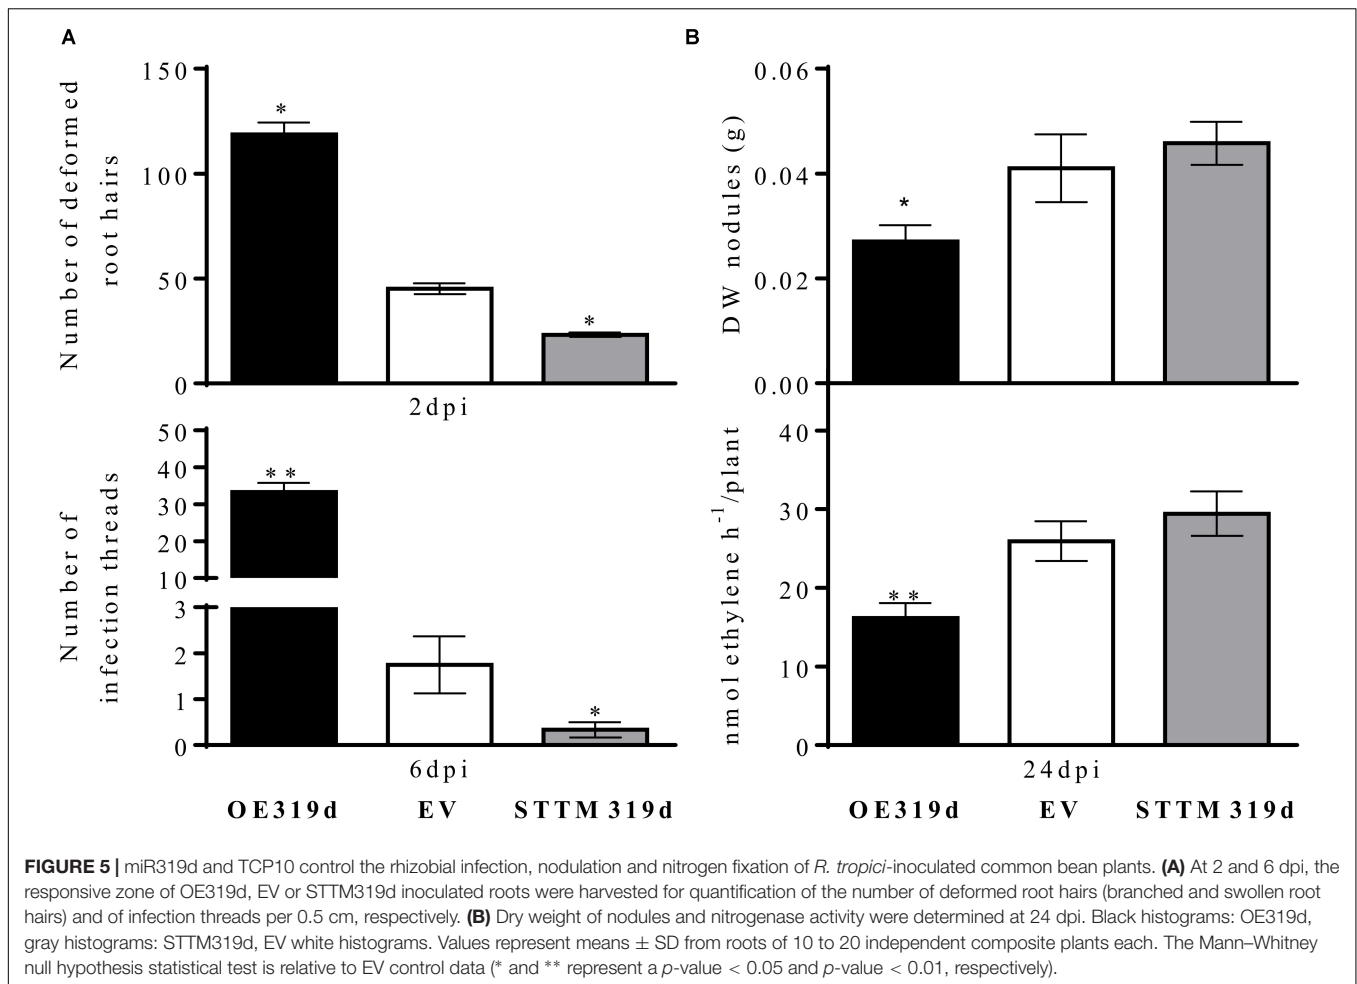 A
B
150
100
50
0
Number of deformed
root hairs
*
*
2dpi
50
40
30
20
10
3
2
1
0
Number of
infection threads
**
*
6dpi
OE319d EV STTM 319d
0.06
0.04
0.02
0.00
DW nodules (g)
*
40
30
20
10
0
nmol ethylene h⁻¹/plant
**
24dpi
OE319d EV STTM 319d
FIGURE 5 | miR319d and TCP10 control the rhizobial infection, nodulation and nitrogen fixation of R. tropici-inoculated common bean plants. (A) At 2 and 6 dpi, the
responsive zone of OE319d, EV or STTM319d inoculated roots were harvested for quantification of the number of deformed root hairs (branched and swollen root
hairs) and of infection threads per 0.5 cm, respectively. (B) Dry weight of nodules and nitrogenase activity were determined at 24 dpi. Black histograms: OE319d,
gray histograms: STTM319d, EV white histograms. Values represent means ± SD from roots of 10 to 20 independent composite plants each. The Mann–Whitney
null hypothesis statistical test is relative to EV control data (* and ** represent a p-value < 0.05 and p-value < 0.01, respectively).